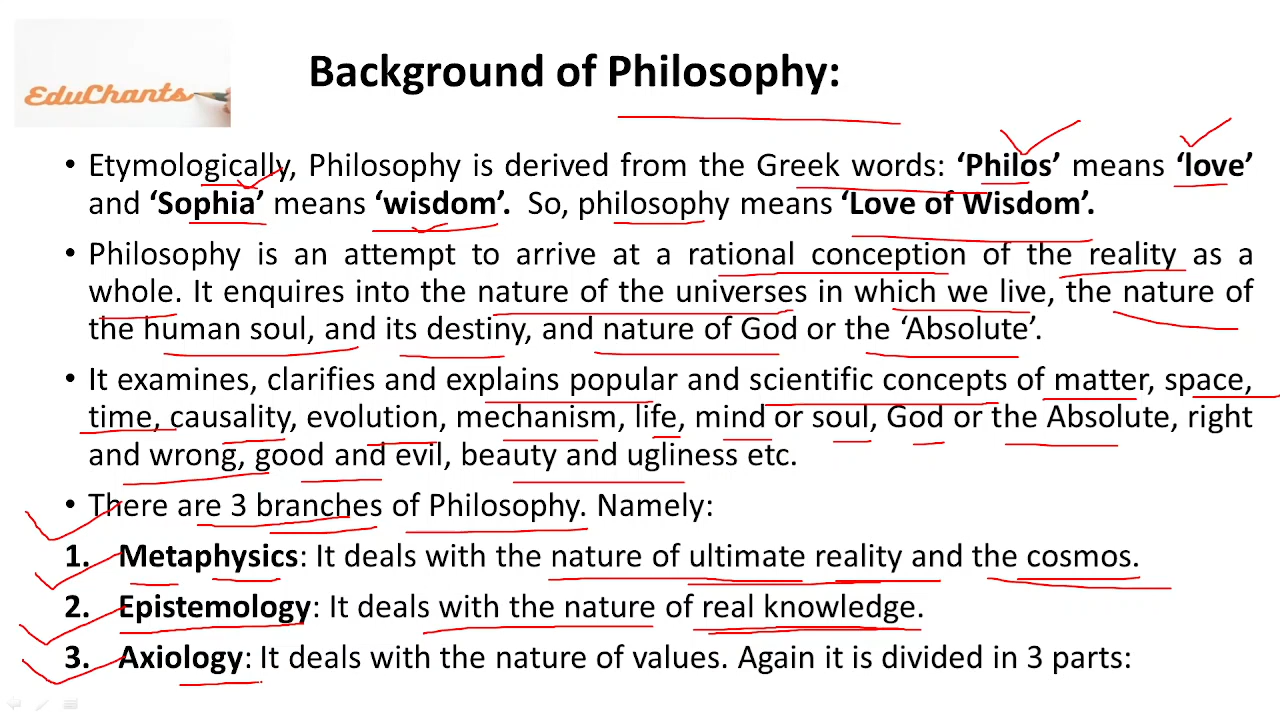 EduChants
Background of Philosophy:
• Etymologically, Philosophy is derived from the Greek words: ‘Philos’ means ‘love’
and ‘Sophia’ means ‘wisdom’. So, philosophy means ‘Love of Wisdom’.
• Philosophy is an attempt to arrive at a rational conception of the reality as a
whole. It enquires into the nature of the universes in which we live, the nature of
the human soul, and its destiny, and nature of God or the ‘Absolute’.
• It examines, clarifies and explains popular and scientific concepts of matter, space,
time, causality, evolution, mechanism, life, mind or soul, God or the Absolute, right
and wrong, good and evil, beauty and ugliness etc.
• There are 3 branches of Philosophy. Namely:
1. Metaphysics: It deals with the nature of ultimate reality and the cosmos.
2. Epistemology: It deals with the nature of real knowledge.
3. Axiology: It deals with the nature of values. Again it is divided in 3 parts: